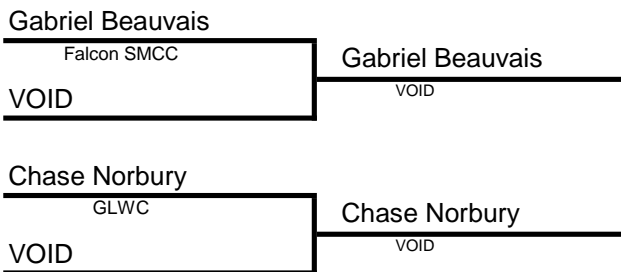 Gabriel Beauvais
Falcon SMCC
Gabriel Beauvais
VOID
VOID
Chase Norbury
GLWC
Chase Norbury
VOID
VOID